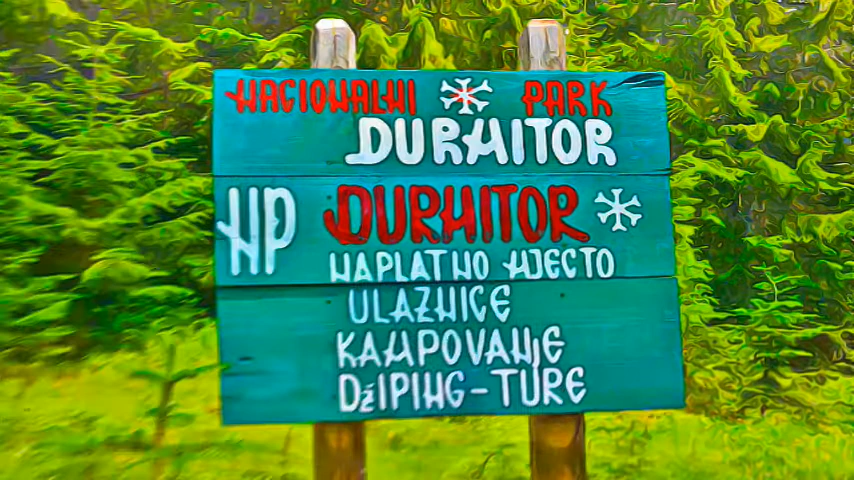 NACIONALNI PARK
DURMITOR
NP DURMITOR
NAPLATNO MJESTO
ULAZNICE
KAMPOVANJE
DŽIPING-TURE